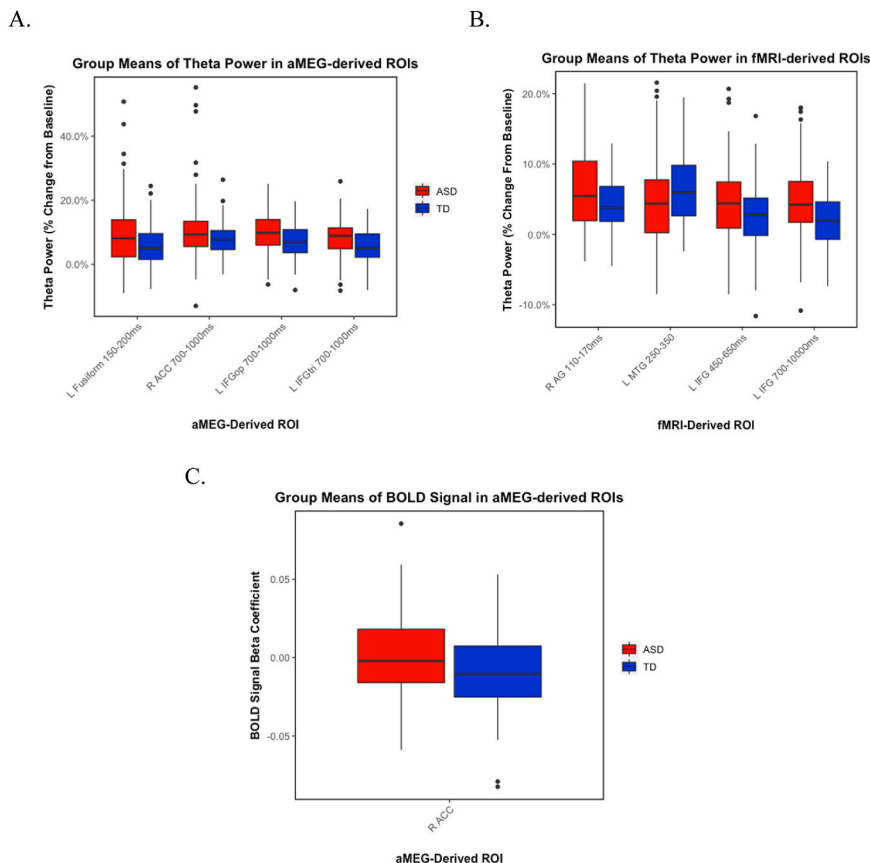 A.
Group Means of Theta Power in aMEG-derived ROIs
Theta Power (% Change from Baseline)
40.0%
20.0%
0.0%
ASD
TD
L Fusiform 150-200ms
R ACC 700-1000ms
L IFGop 700-1000ms
L IFGtri 700-1000ms
aMEG-Derived ROI
B.
Group Means of Theta Power in fMRI-derived ROIs
Theta Power (% Change From Baseline)
20.0%
10.0%
0.0%
-10.0%
R AG 110-170ms
L MTG 250-350
L IFG 450-650ms
L IFG 700-10000ms
fMRI-Derived ROI
C.
Group Means of BOLD Signal in aMEG-derived ROIs
BOLD Signal Beta Coefficient
0.05
0.00
-0.05
ASD
TD
R ACC
aMEG-Derived ROI